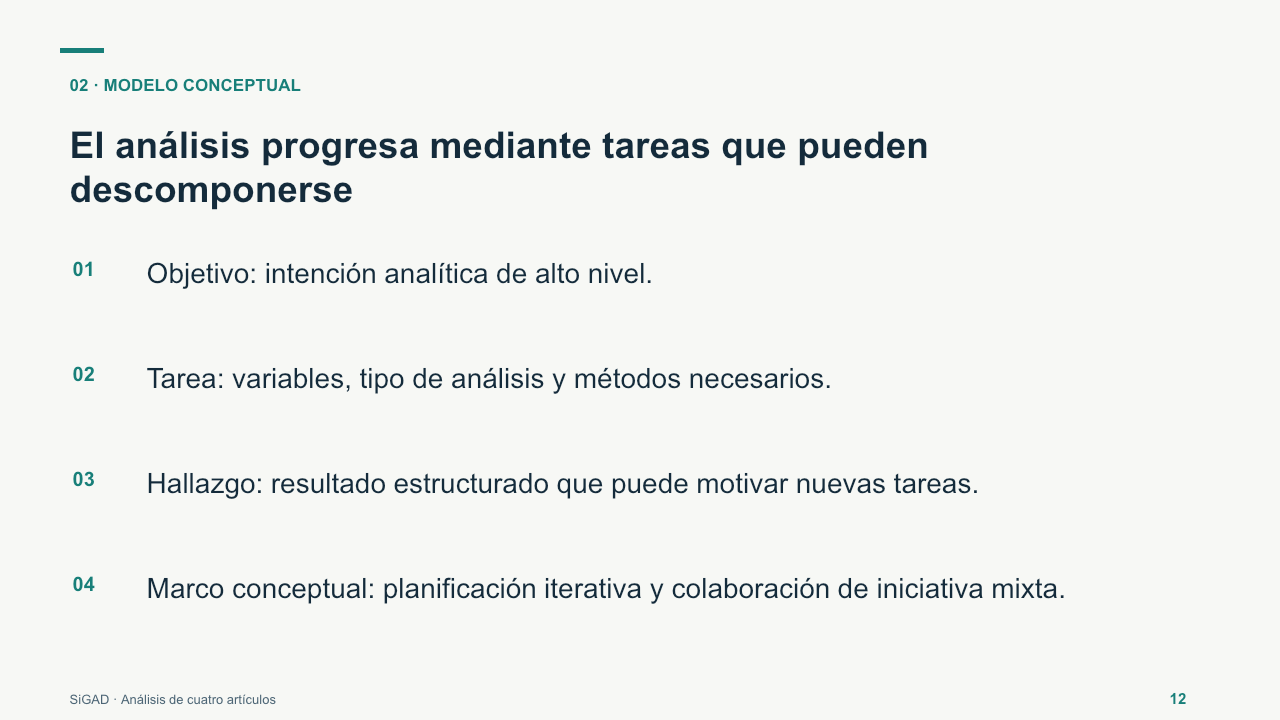 02 · MODELO CONCEPTUAL
El análisis progresa mediante tareas que pueden
descomponerse
01 Objetivo: intención analítica de alto nivel.
02 Tarea: variables, tipo de análisis y métodos necesarios.
03 Hallazgo: resultado estructurado que puede motivar nuevas tareas.
04 Marco conceptual: planificación iterativa y colaboración de iniciativa mixta.
SiGAD · Análisis de cuatro artículos 12